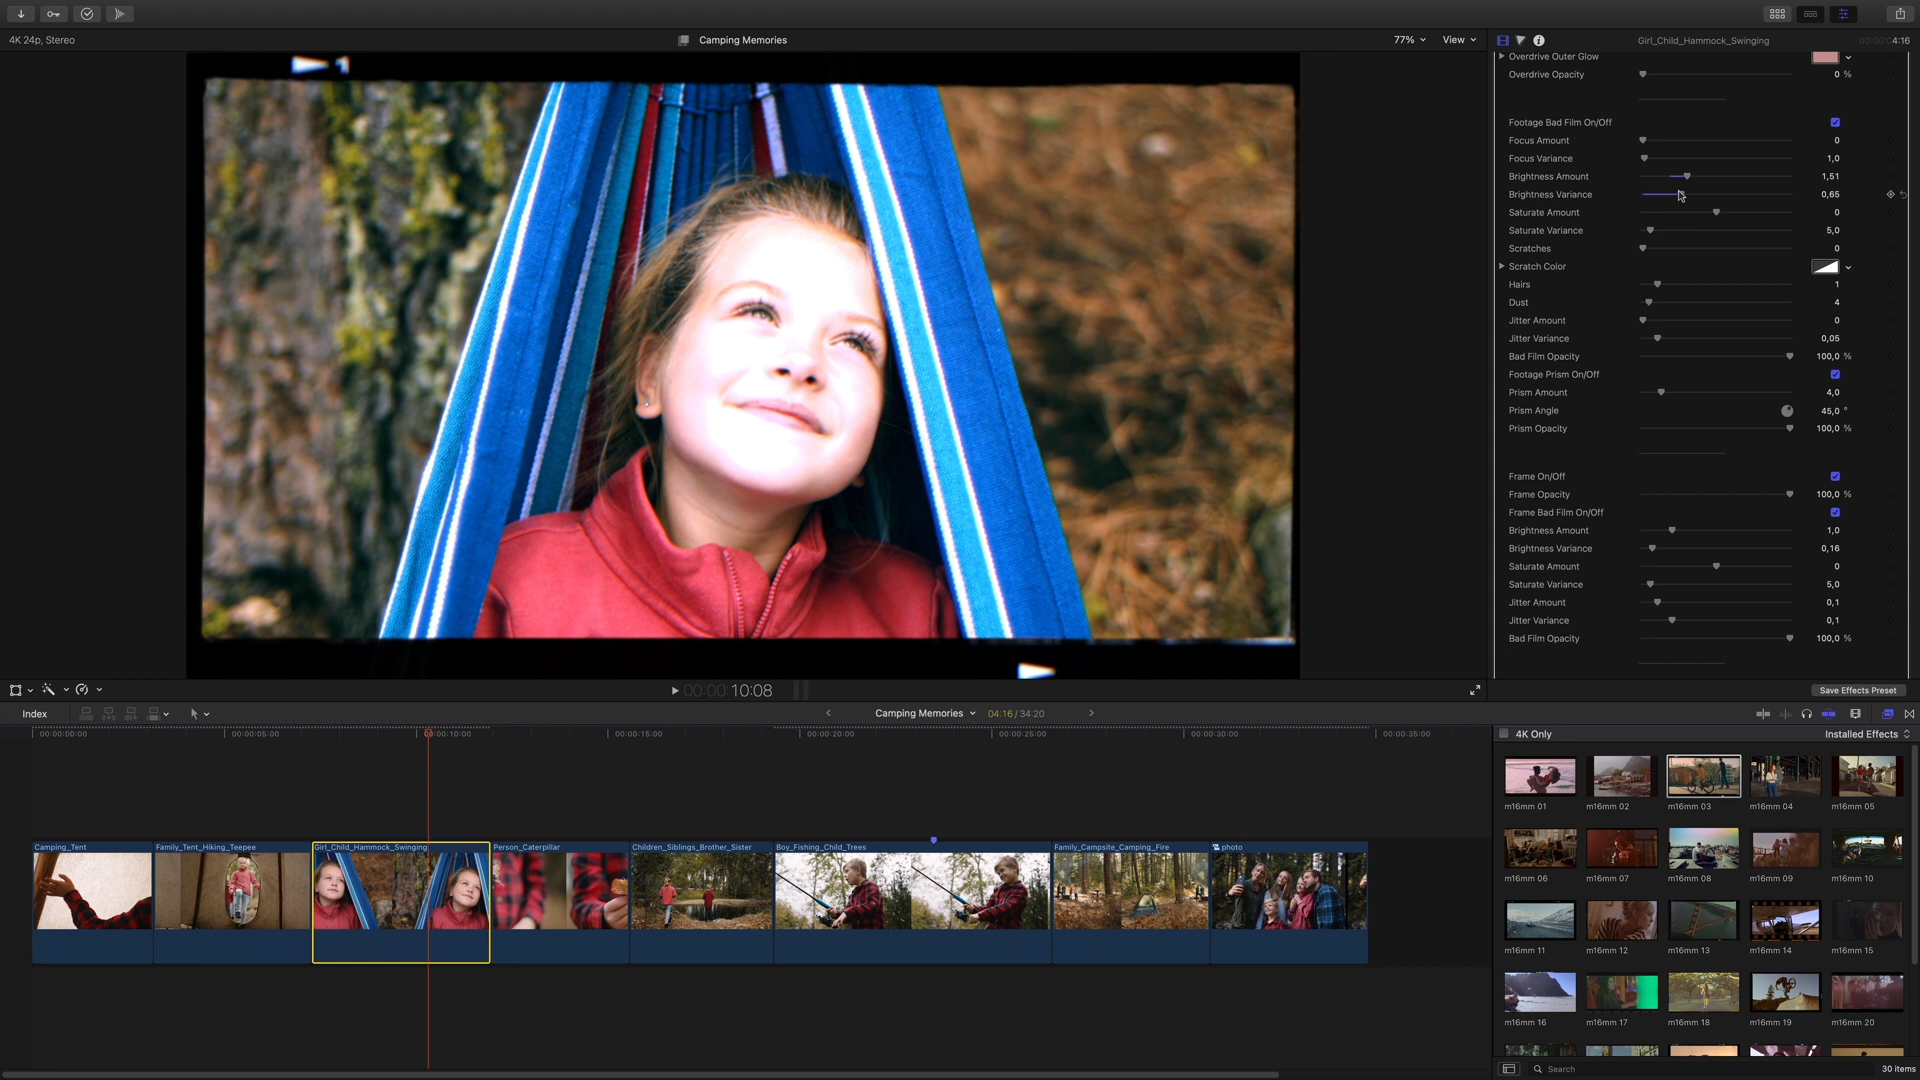 4K 24p, Stereo
Camping Memories
77%
View
Girl_Child_Hammock_Swinging
00:00:04:16
Overdrive Outer Glow
Overdrive Opacity 0 %
Footage Bad Film On/Off
Focus Amount 0
Focus Variance 1,0
Brightness Amount 1,51
Brightness Variance 0,65
Saturate Amount 0
Saturate Variance 5,0
Scratches 0
Scratch Color
Hairs 1
Dust 4
Jitter Amount 0
Jitter Variance 0,05
Bad Film Opacity 100,0 %
Footage Prism On/Off
Prism Amount 4,0
Prism Angle 45,0 °
Prism Opacity 100,0 %
Frame On/Off
Frame Opacity 100,0 %
Frame Bad Film On/Off
Brightness Amount 1,0
Brightness Variance 0,16
Saturate Amount 0
Saturate Variance 5,0
Jitter Amount 0,1
Jitter Variance 0,1
Bad Film Opacity 100,0 %
00:00:10:08
Save Effects Preset
Index
Camping Memories
04:16 / 34:20
00:00:00:00 00:00:05:00 00:00:10:00 00:00:15:00 00:00:20:00 00:00:25:00 00:00:30:00 00:00:35:00
4K Only
Installed Effects
Camping_Tent
Family_Tent_Hiking_Teepee
Girl_Child_Hammock_Swinging
Person_Caterpillar
Children_Siblings_Brother_Sister
Boy_Fishing_Child_Trees
Family_Campsite_Camping_Fire
photo
m16mm 01
m16mm 02
m16mm 03
m16mm 04
m16mm 05
m16mm 06
m16mm 07
m16mm 08
m16mm 09
m16mm 10
m16mm 11
m16mm 12
m16mm 13
m16mm 14
m16mm 15
m16mm 16
m16mm 17
m16mm 18
m16mm 19
m16mm 20
Search
30 items